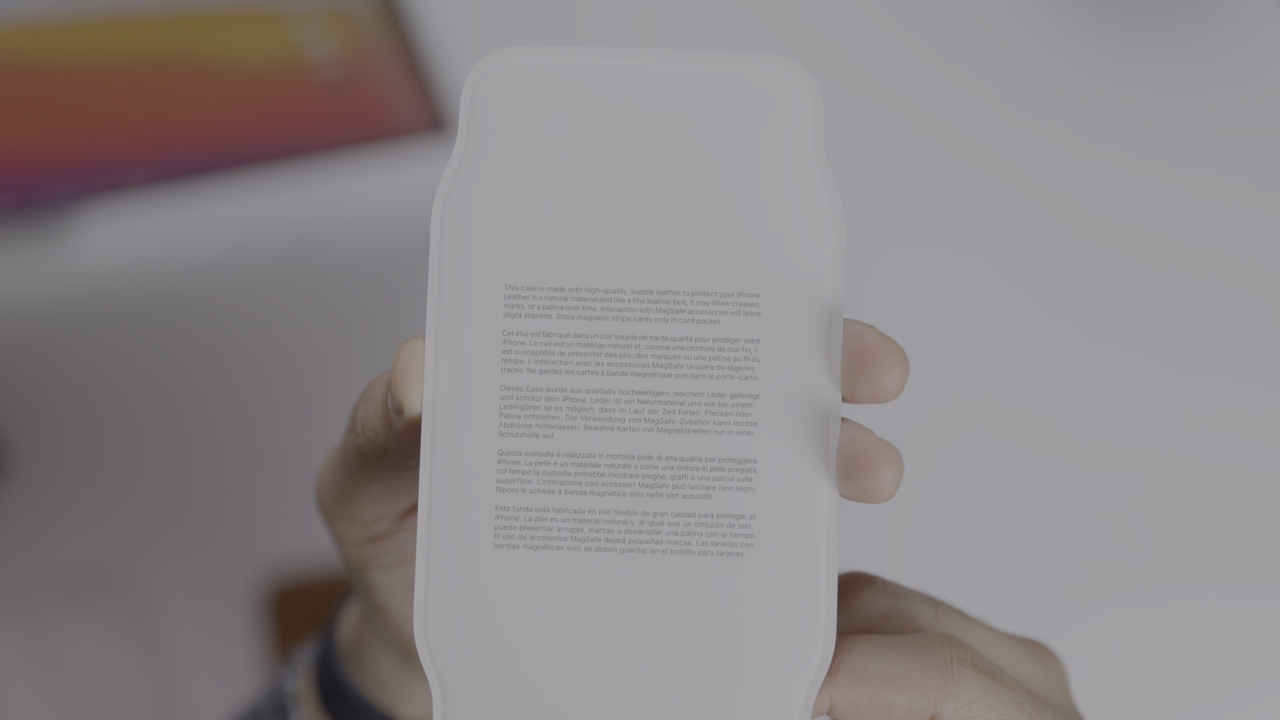 This case is made with high-quality, supple leather to protect your iPhone.
Leather is a natural material and like a fine leather belt, it may show creases,
marks, or a patina over time. Interaction with MagSafe accessories will leave
slight imprints. Store magnetic stripe cards only in card pocket.
Cet étui est fabriqué dans un cuir souple de haute qualité pour protéger votre
iPhone. Le cuir est un matériau naturel et, comme une ceinture de cuir fin, il
est susceptible de présenter des plis, des marques ou une patine au fil du
temps. L'interaction avec les accessoires MagSafe laissera de légères
traces. Ne gardez les cartes à bande magnétique que dans le porte-carte.
Dieses Case wurde aus qualitativ hochwertigem, weichem Leder gefertigt
und schützt dein iPhone. Leder ist ein Naturmaterial und wie bei einem
Ledergürtel ist es möglich, dass im Lauf der Zeit Falten, Flecken oder
Patina entstehen. Die Verwendung von MagSafe-Zubehör kann leichte
Abdrücke hinterlassen. Bewahre Karten mit Magnetstreifen nur in einer
Schutzhülle auf.
Questa custodia è realizzata in morbida pelle di alta qualità per proteggere
iPhone. La pelle è un materiale naturale e come una cintura in pelle pregiata,
col tempo la custodia potrebbe mostrare pieghe, graffi o una patina sulla
superficie. L'interazione con accessori MagSafe può lasciare lievi segni.
Riponi le schede a banda magnetica solo nelle slot apposite.
Esta funda está fabricada en piel flexible de gran calidad para proteger el
iPhone. La piel es un material natural y, al igual que un cinturón de piel,
puede presentar arrugas, marcas o desarrollar una pátina con el tiempo.
El uso de accesorios MagSafe dejará pequeñas marcas. Las tarjetas con
bandas magnéticas solo se deben guardar en el bolsillo para tarjetas.